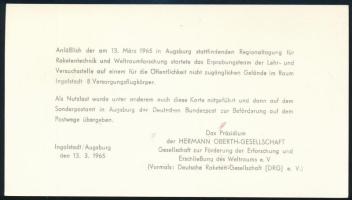 Anläßlich der am 13. März 1965 in Augsburg stattfindenden Regionaltagung für
Raketentechnik und Weltraumforschung startete das Erprobungsteam der Lehr- und
Versuchsstelle auf einem für die Öffentlichkeit nicht zugänglichen Gelände im Raum
Ingolstadt 8 Versorgungsflugkörper.
Als Nutzlast wurde unter anderem auch diese Karte mitgeführt und dann auf dem
Sonderpostamt in Augsburg der Deutschen Bundespost zur Beförderung auf dem
Postwege übergeben.
Das Präsidium
der HERMANN OBERTH-GESELLSCHAFT
Ingolstadt/Augsburg
den 13. 3. 1965
Gesellschaft zur Förderung der Erforschung und
Erschließung des Weltraums e. V
(Vormals: Deutsche Raketen-Gesellschaft [DRG] e. V.)